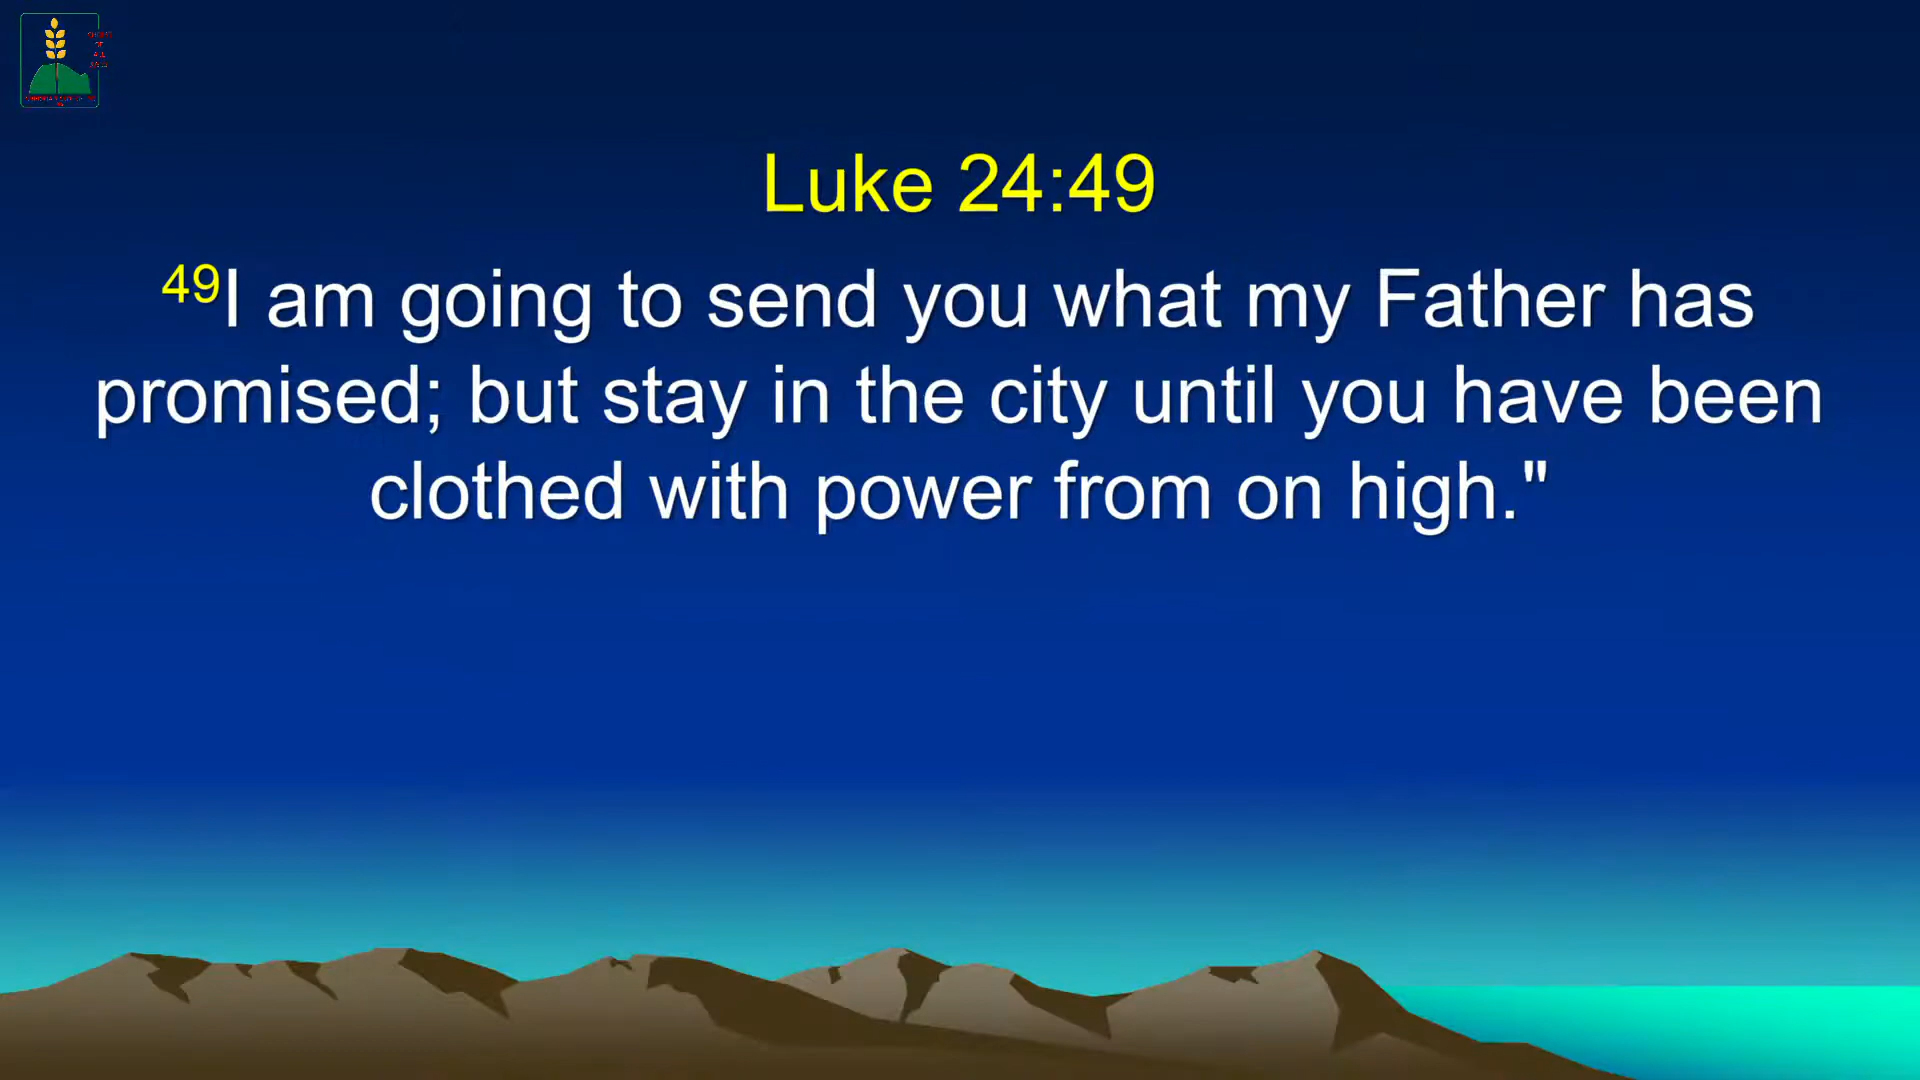 Luke 24:49
49I am going to send you what my Father has
promised; but stay in the city until you have been
clothed with power from on high."